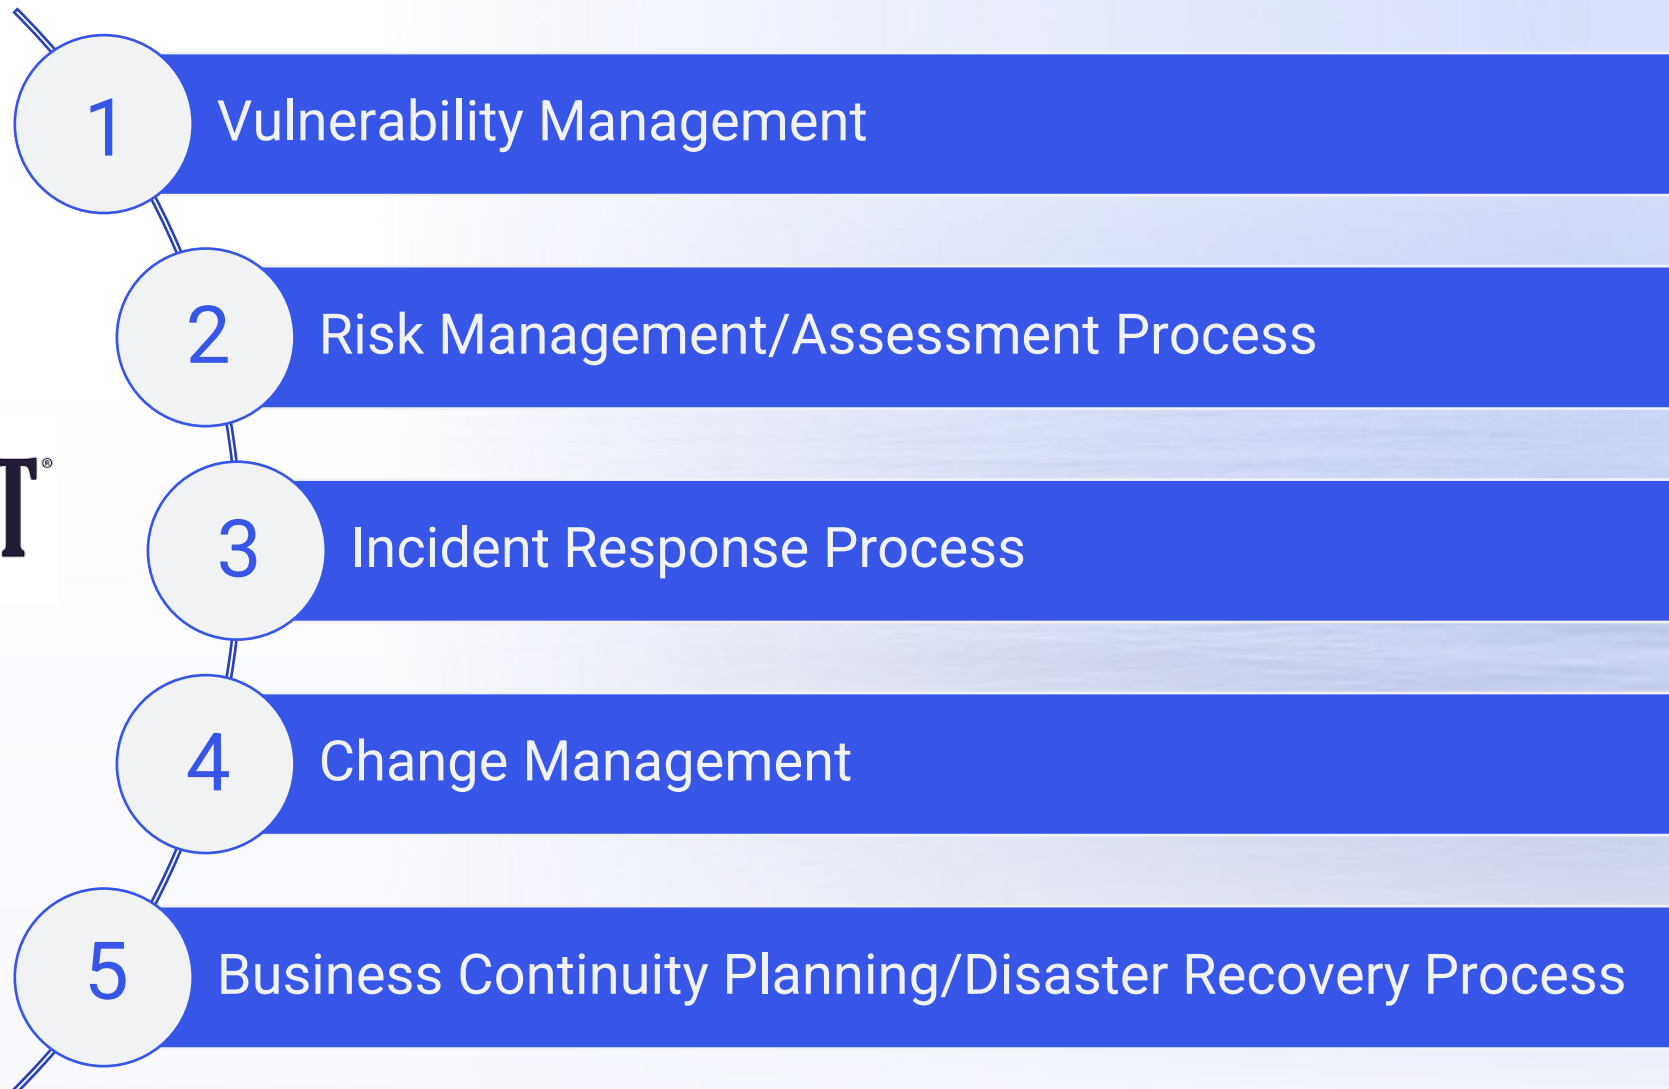 1
Vulnerability Management
2
Risk Management/Assessment Process
T®
3
Incident Response Process
4
Change Management
5
Business Continuity Planning/Disaster Recovery Process